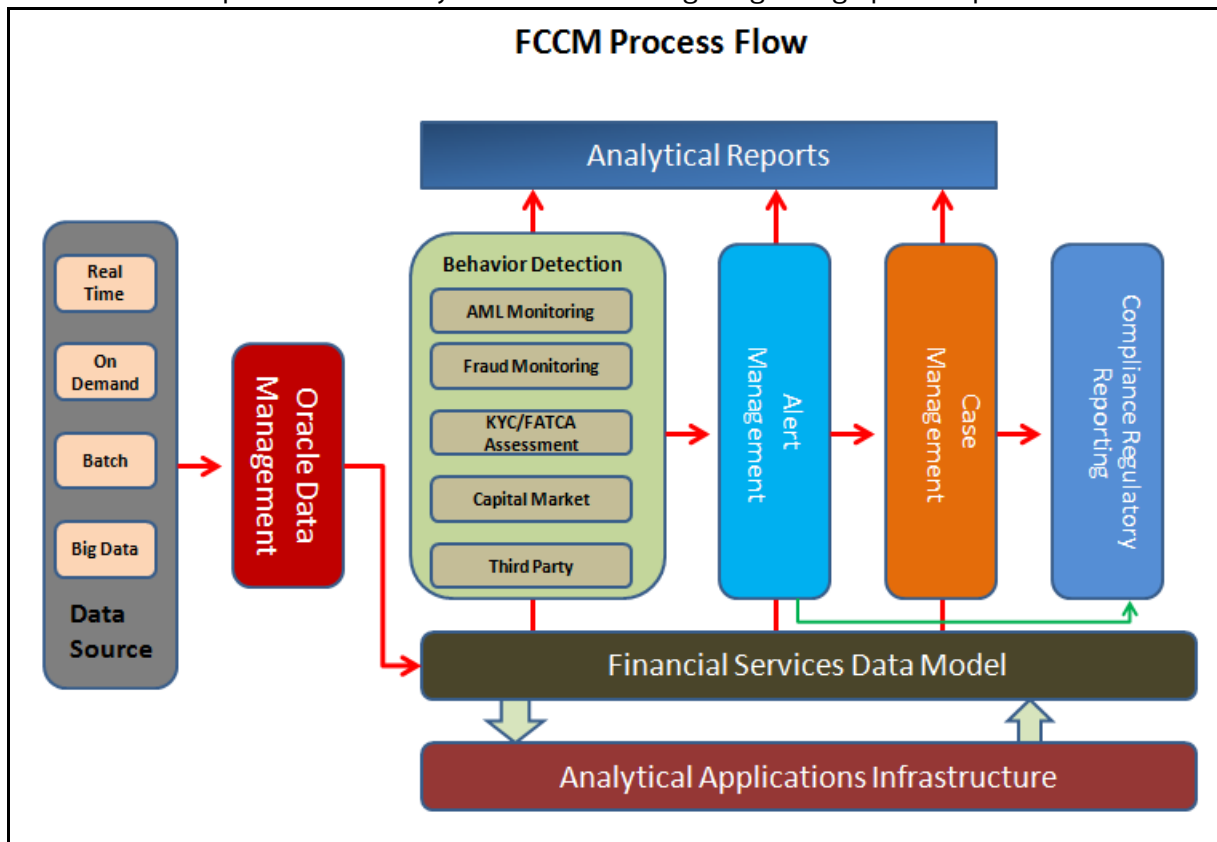 FCCM Process Flow
Analytical Reports
Real
Time
On
Demand
Batch
Big Data
Data
Source
Oracle Data
Management
Behavior Detection
AML Monitoring
Fraud Monitoring
KYC/FATCA
Assessment
Capital Market
Third Party
Alert
Management
Case
Management
Compliance Regulatory
Reporting
Financial Services Data Model
Analytical Applications Infrastructure